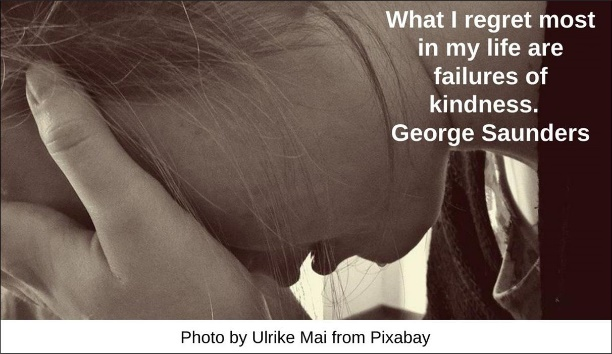 What I regret most
in my life are
failures of
kindness.
George Saunders
Photo by Ulrike Mai from Pixabay